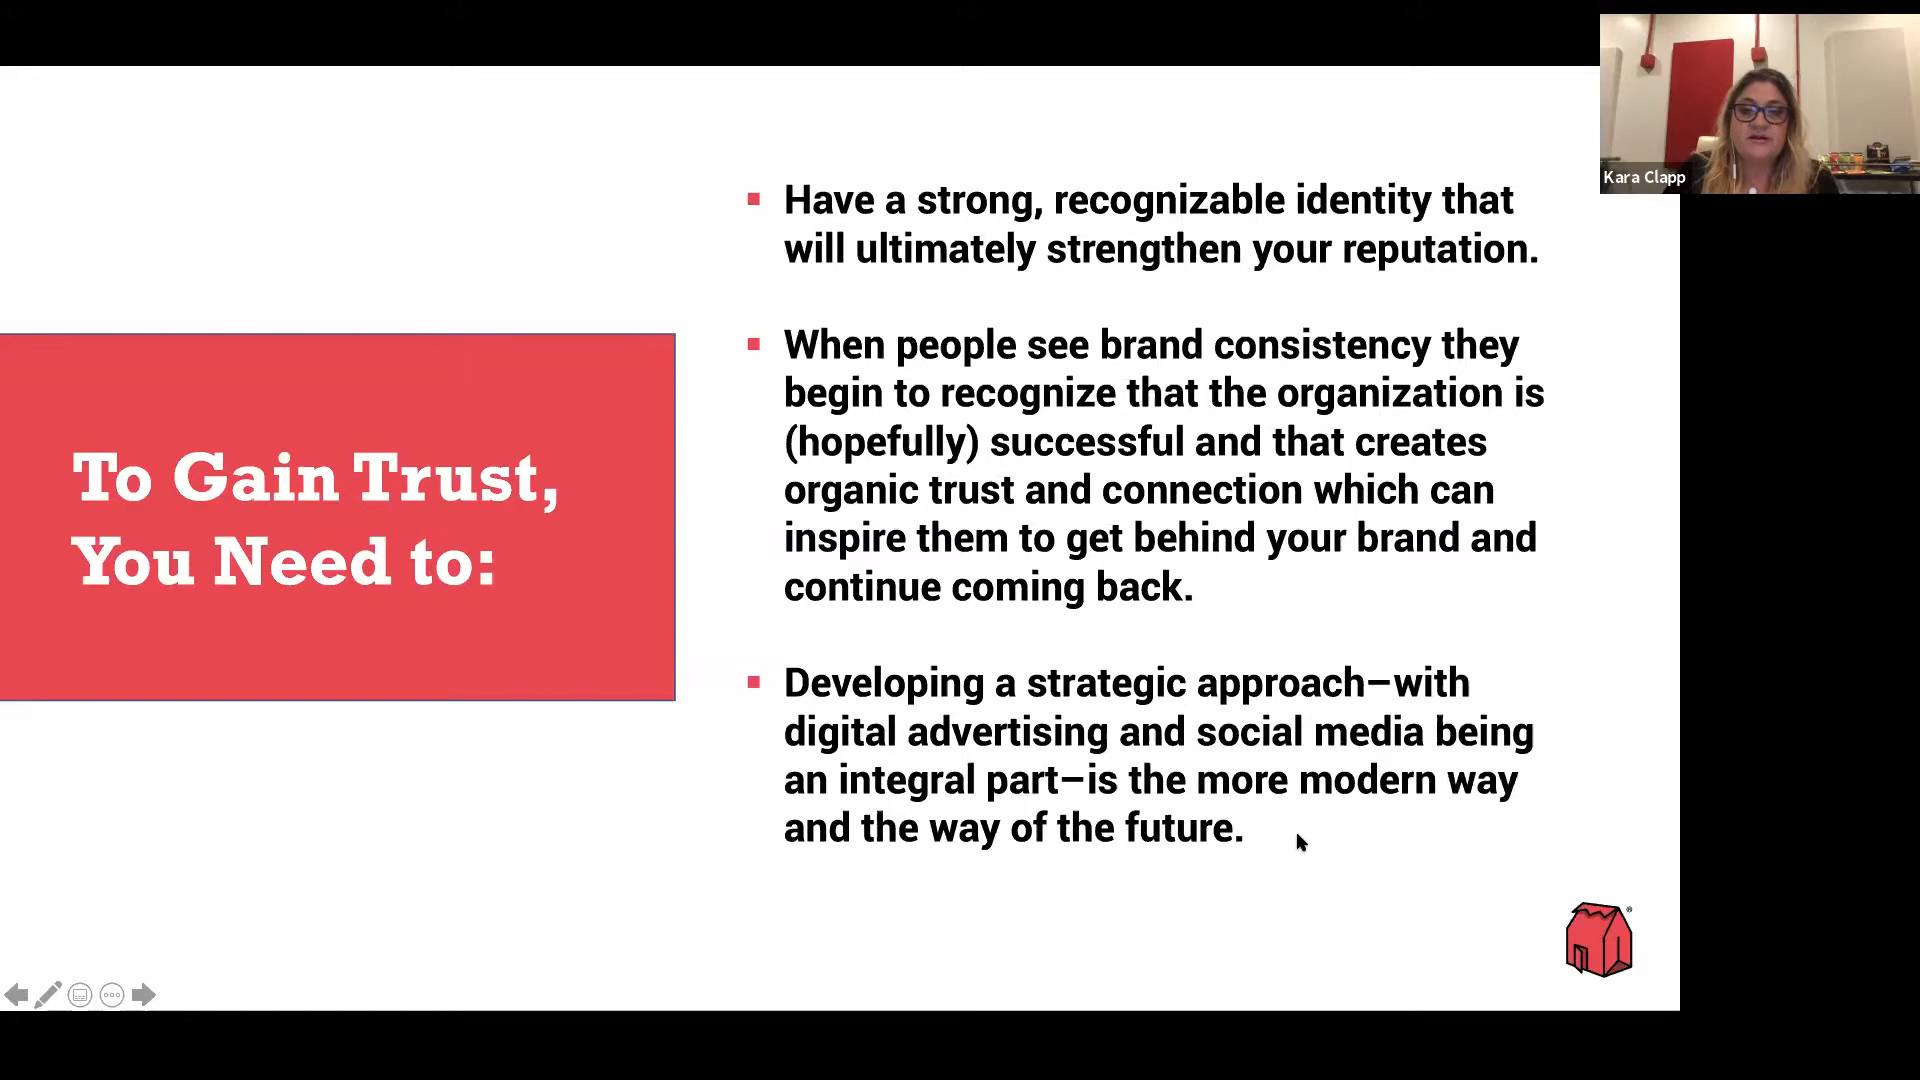 Kara Clapp
To Gain Trust,
You Need to:
▪ Have a strong, recognizable identity that
will ultimately strengthen your reputation.
▪ When people see brand consistency they
begin to recognize that the organization is
(hopefully) successful and that creates
organic trust and connection which can
inspire them to get behind your brand and
continue coming back.
▪ Developing a strategic approach–with
digital advertising and social media being
an integral part–is the more modern way
and the way of the future.
®